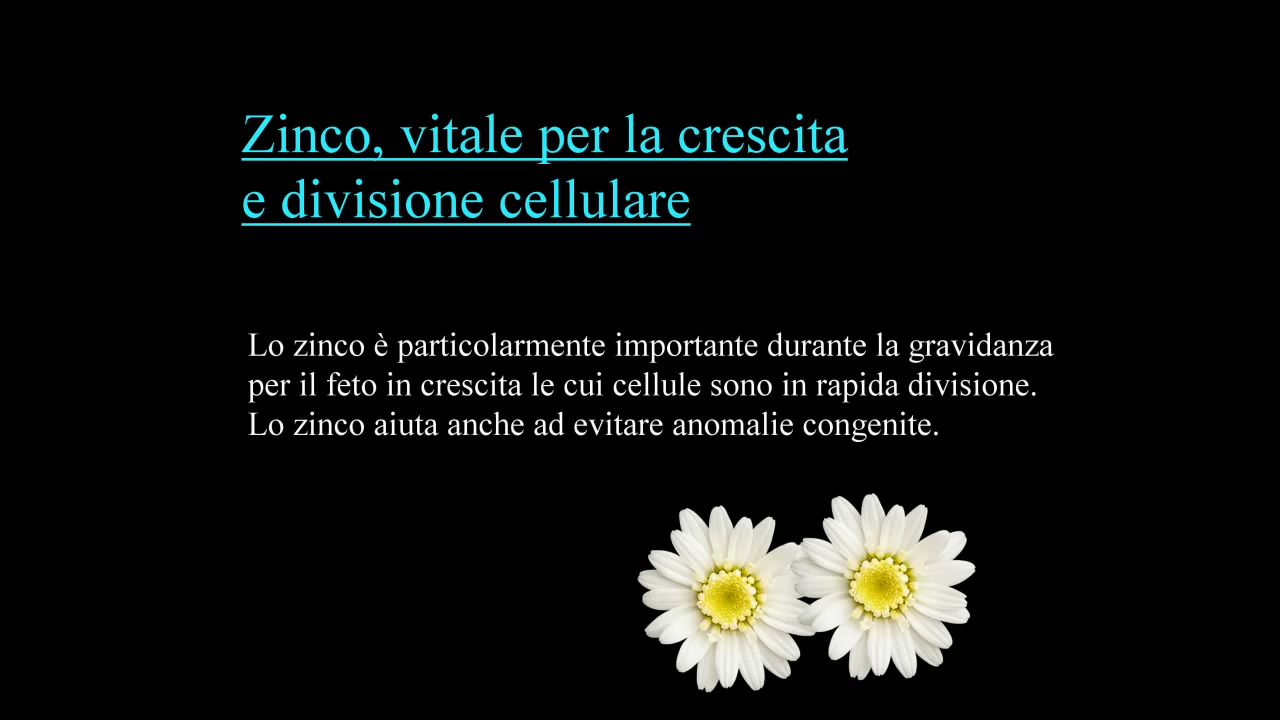 Zinco, vitale per la crescita
e divisione cellulare
Lo zinco è particolarmente importante durante la gravidanza
per il feto in crescita le cui cellule sono in rapida divisione.
Lo zinco aiuta anche ad evitare anomalie congenite.